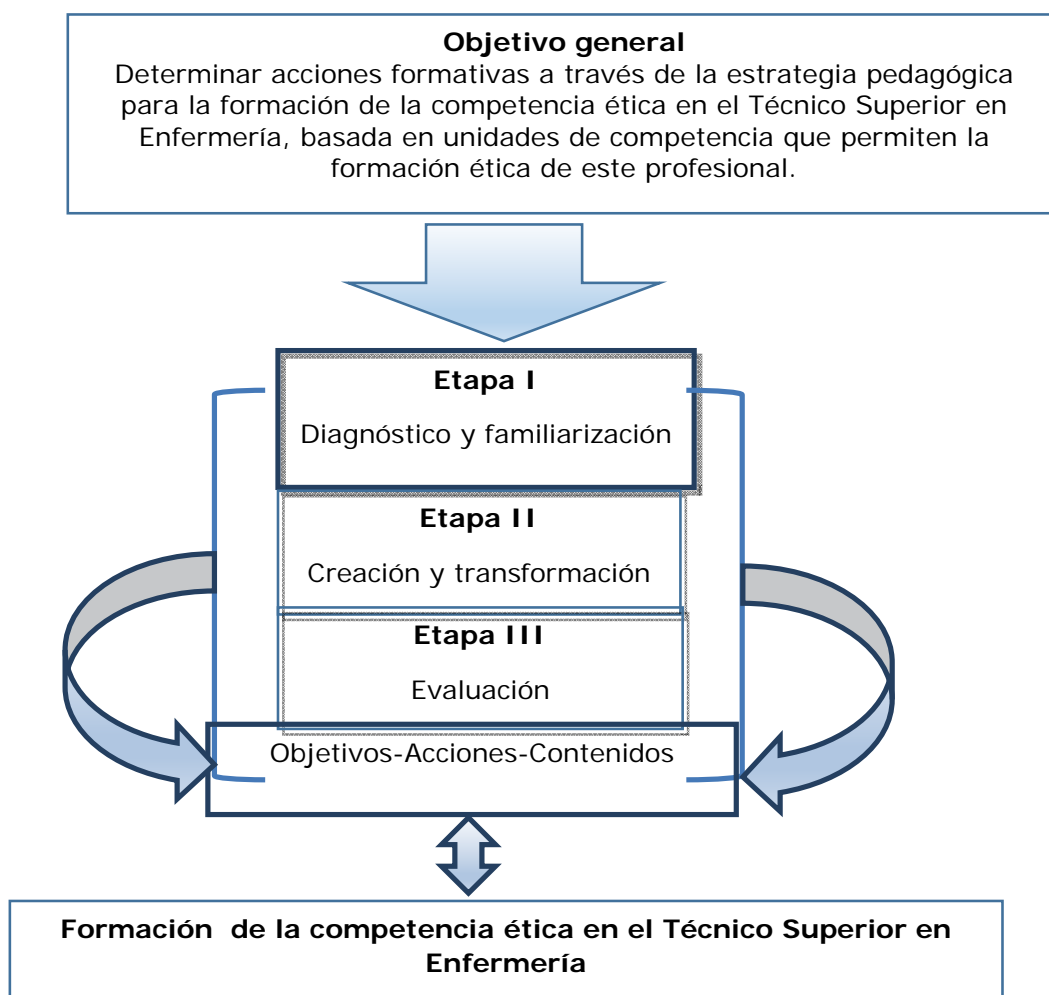 Objetivo general
Determinar acciones formativas a través de la estrategia pedagógica
para la formación de la competencia ética en el Técnico Superior en
Enfermería, basada en unidades de competencia que permiten la
formación ética de este profesional.
Etapa I
Diagnóstico y familiarización
Etapa II
Creación y transformación
Etapa III
Evaluación
Objetivos-Acciones-Contenidos
Formación de la competencia ética en el Técnico Superior en
Enfermería